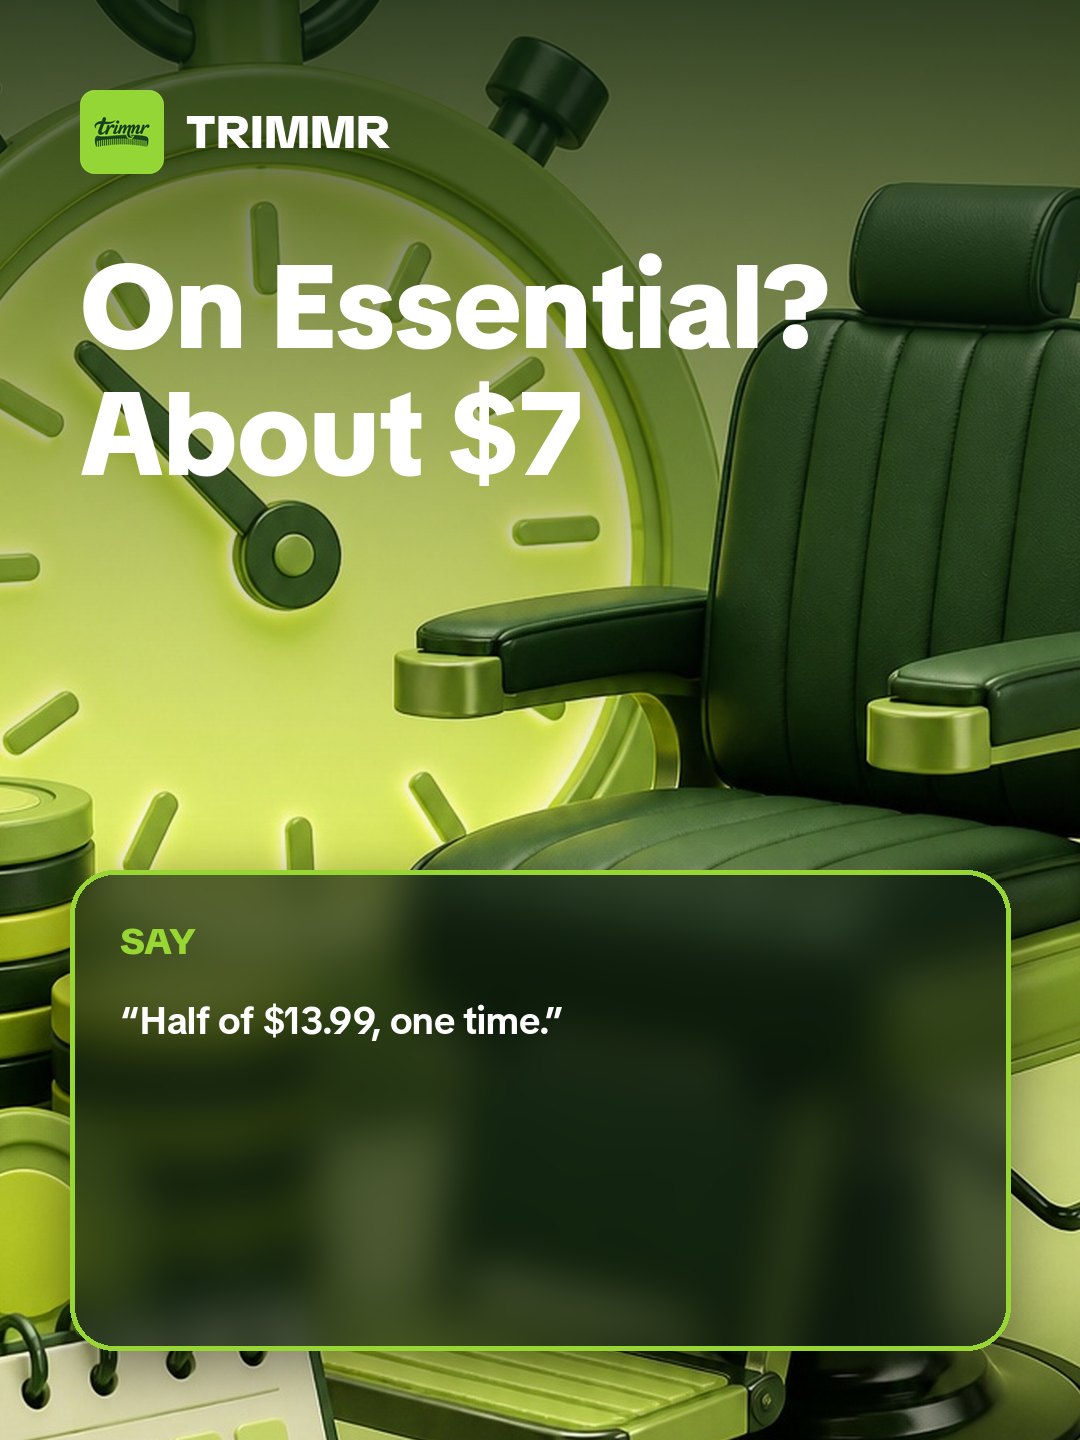 trimmr
TRIMMR
On Essential?
About $7
SAY
“Half of $13.99, one time.”